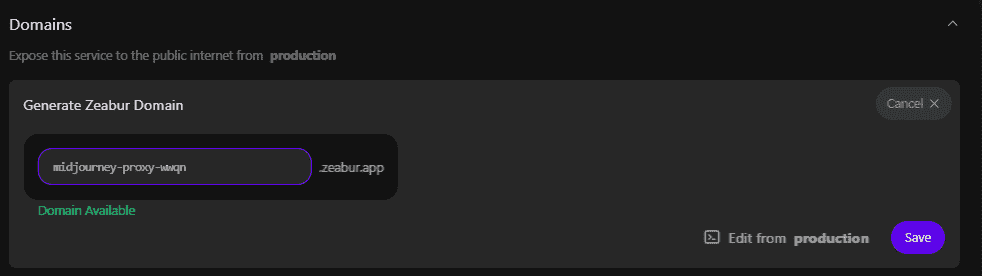 Domains
Expose this service to the public internet from production
Generate Zeabur Domain
Cancel
midjourney-proxy-wwqn
.zeabur.app
Domain Available
Edit from production
Save